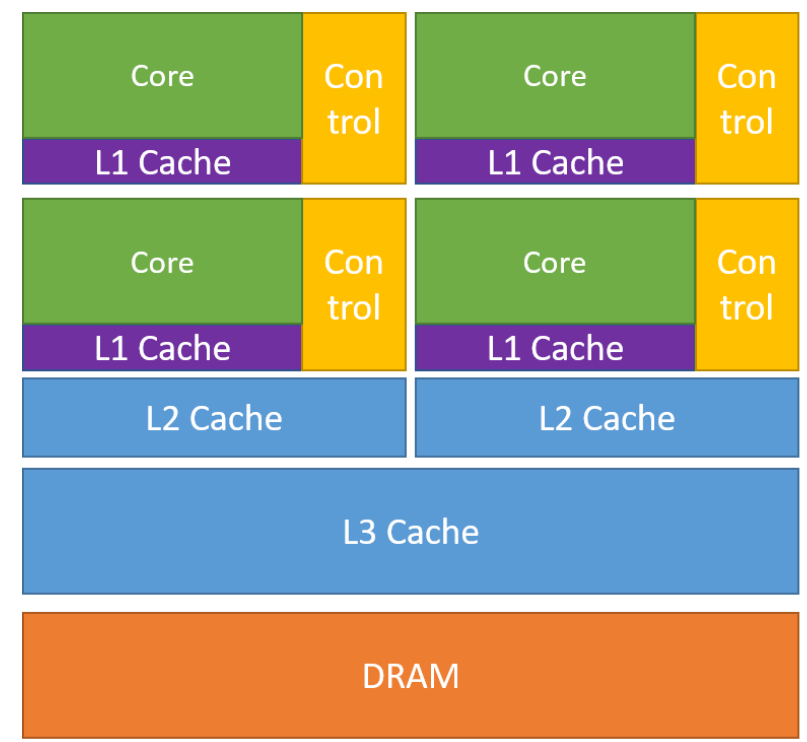 Core
Con
trol
L1 Cache
Core
Con
trol
L1 Cache
Core
Con
trol
L1 Cache
Core
Con
trol
L1 Cache
L2 Cache
L2 Cache
L3 Cache
DRAM